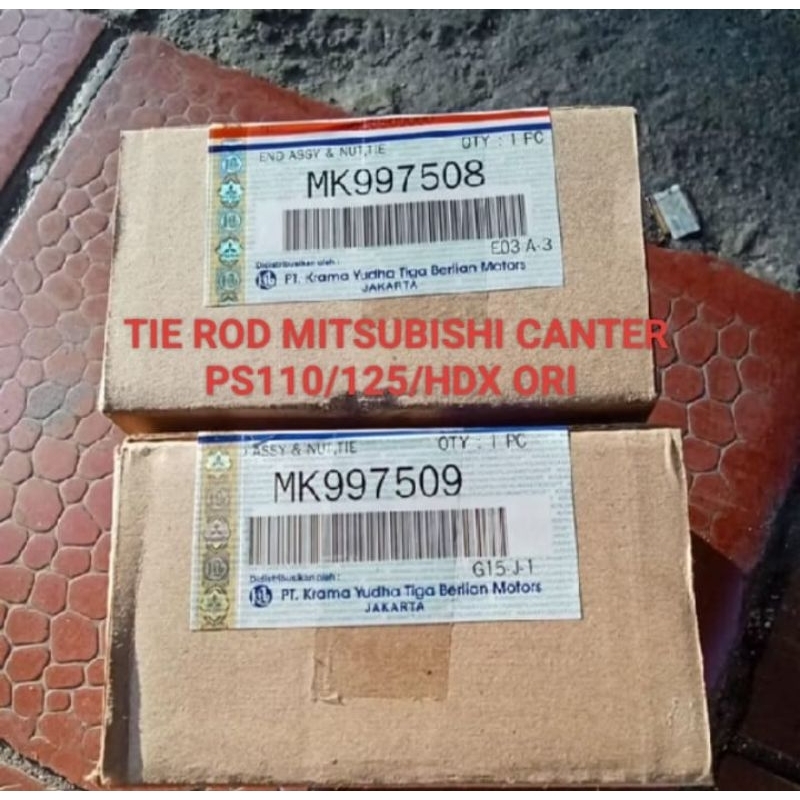 END ASSY & NUT,TIE
QTY : 1 PC
MK997508
E03 A-3
Didistribusikan oleh :
PT. Krama Yudha Tiga Berlian Motors
JAKARTA
TIE ROD MITSUBISHI CANTER
PS110/125/HDX ORI
ASSY & NUT,TIE
QTY : 1 PC
MK997509
G15-J-1
Didistribusikan oleh :
PT. Krama Yudha Tiga Berlian Motors
JAKARTA